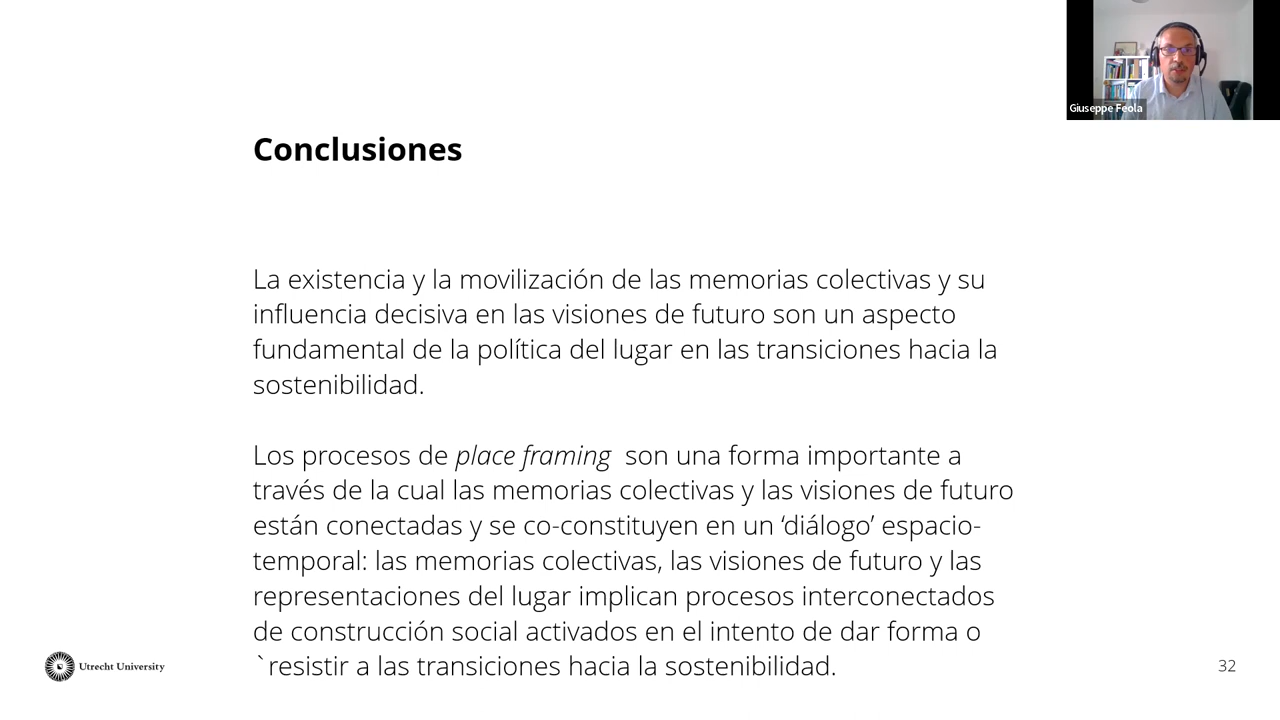 Giuseppe Feola
Conclusiones
La existencia y la movilización de las memorias colectivas y su
influencia decisiva en las visiones de futuro son un aspecto
fundamental de la política del lugar en las transiciones hacia la
sostenibilidad.
Los procesos de place framing son una forma importante a
través de la cual las memorias colectivas y las visiones de futuro
están conectadas y se co-constituyen en un ‘diálogo’ espacio-
temporal: las memorias colectivas, las visiones de futuro y las
representaciones del lugar implican procesos interconectados
de construcción social activados en el intento de dar forma o
`resistir a las transiciones hacia la sostenibilidad.
Utrecht University
32